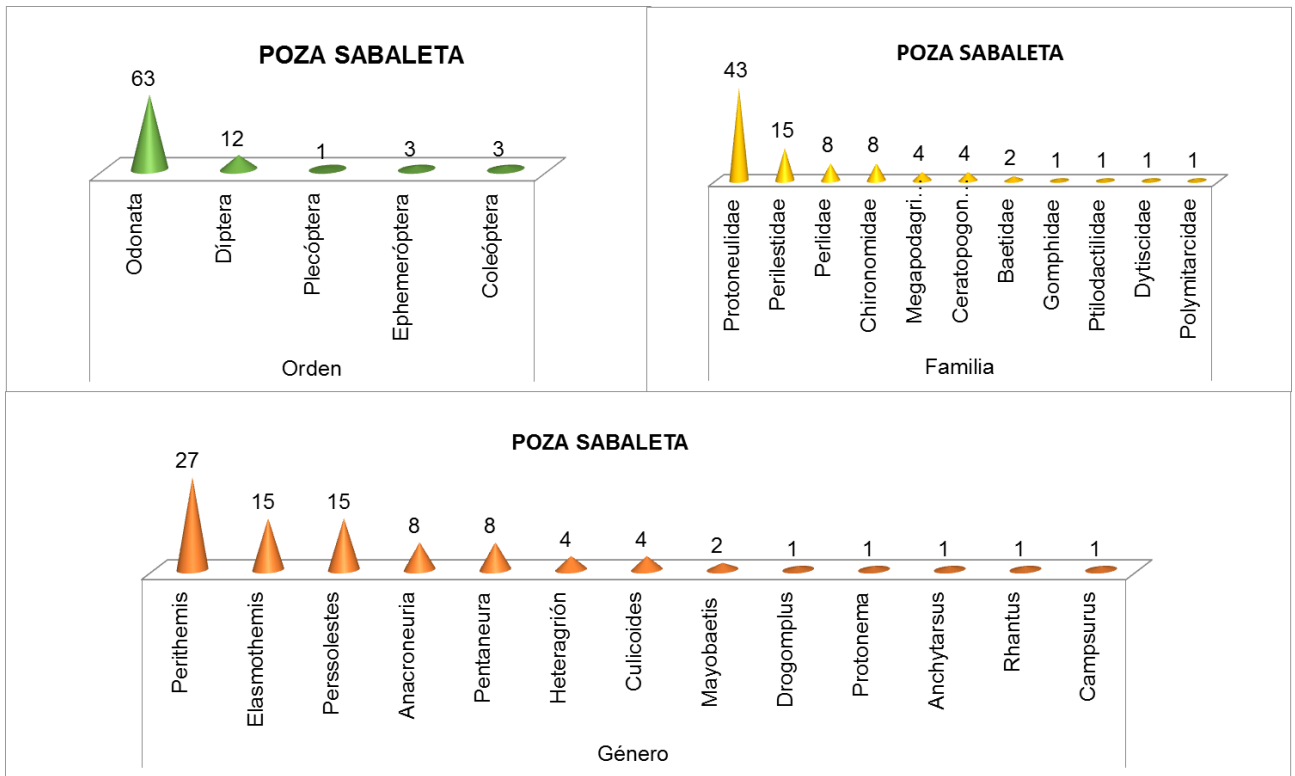 POZA SABALETA
63
12
1
3
3
Odonata
Díptera
Plecóptera
Ephemeróptera
Coleóptera
Orden
POZA SABALETA
43
15
8
8
4
4
2
1
1
1
1
Protoneulidae
Perilestidae
Perlidae
Chironomidae
Megapodagri...
Ceratopogon...
Baetidae
Gomphidae
Ptilodactilidae
Dytiscidae
Polymitarcidae
Familia
POZA SABALETA
27
15
15
8
8
4
4
2
1
1
1
1
1
Perithemis
Elasmothemis
Perssolestes
Anacroneuria
Pentaneura
Heteragrión
Culicoides
Mayobaetis
Drogomplus
Protonema
Anchytarsus
Rhantus
Campsurus
Género